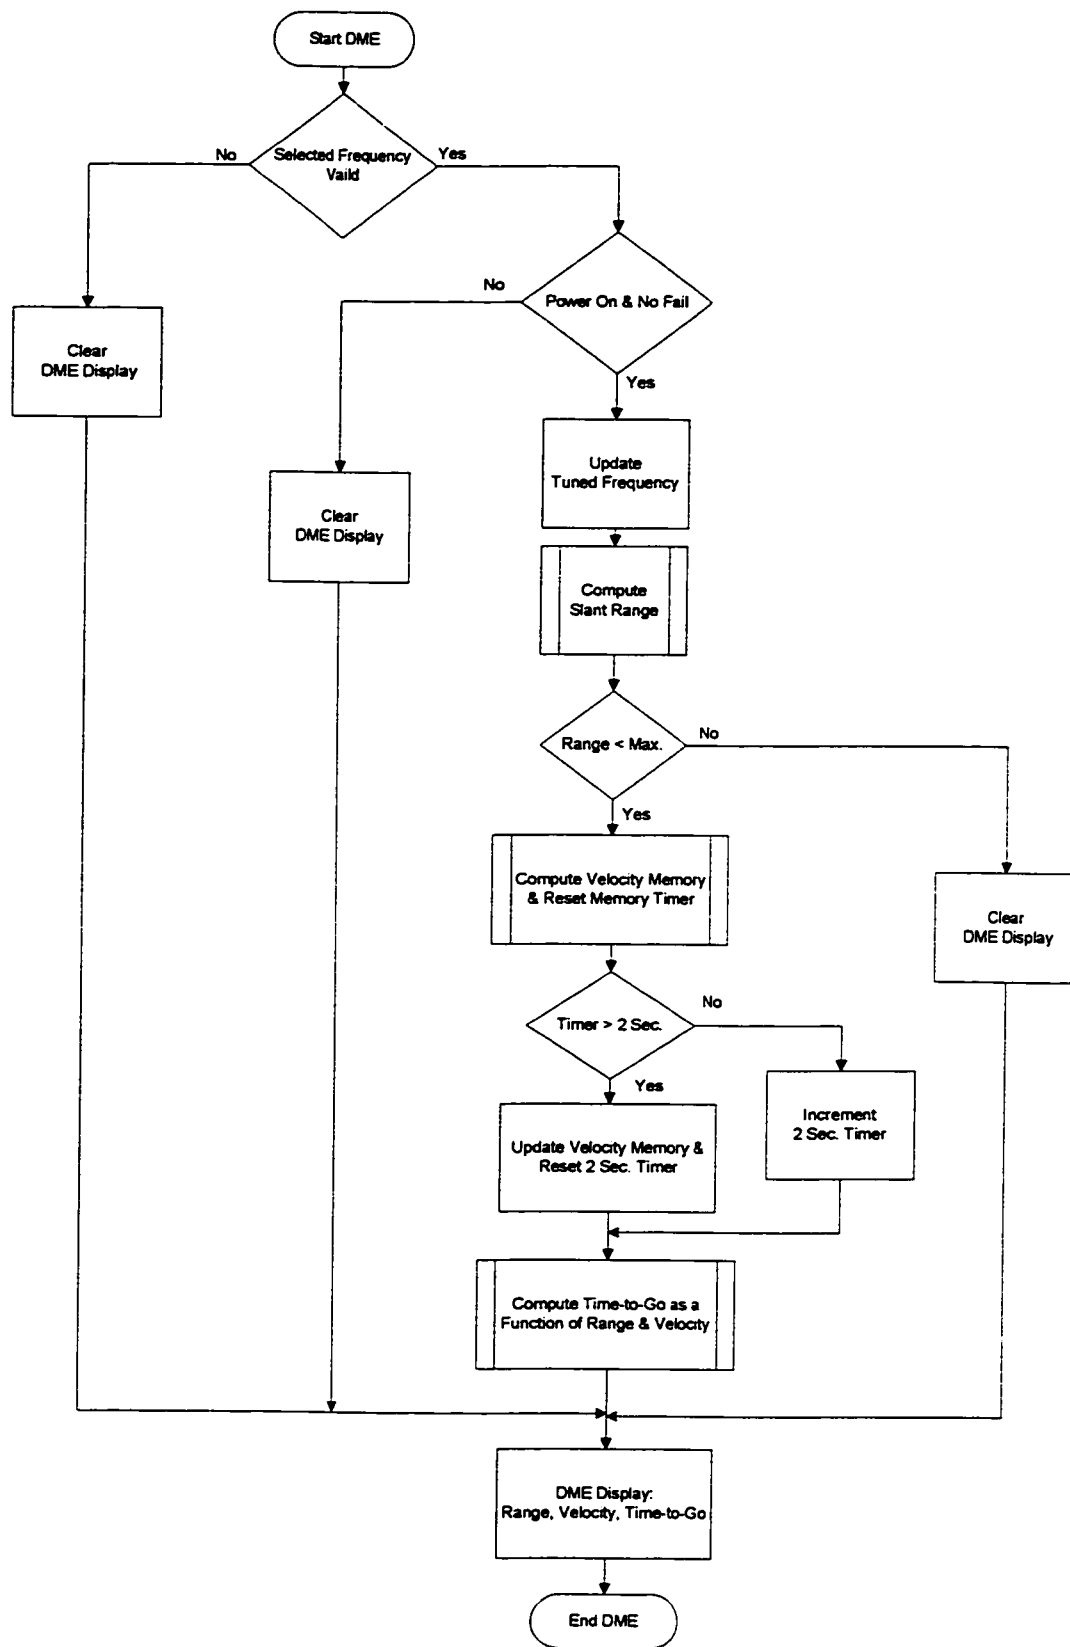 Start DME
No
Selected Frequency
Vaild
Yes
No
Power On & No Fail
Yes
Clear
DME Display
Update
Tuned Frequency
Clear
DME Display
Compute
Slant Range
Range < Max.
No
Yes
Compute Velocity Memory
& Reset Memory Timer
Clear
DME Display
Timer > 2 Sec.
No
Yes
Increment
2 Sec. Timer
Update Velocity Memory &
Reset 2 Sec. Timer
Compute Time-to-Go as a
Function of Range & Velocity
DME Display:
Range, Velocity, Time-to-Go
End DME